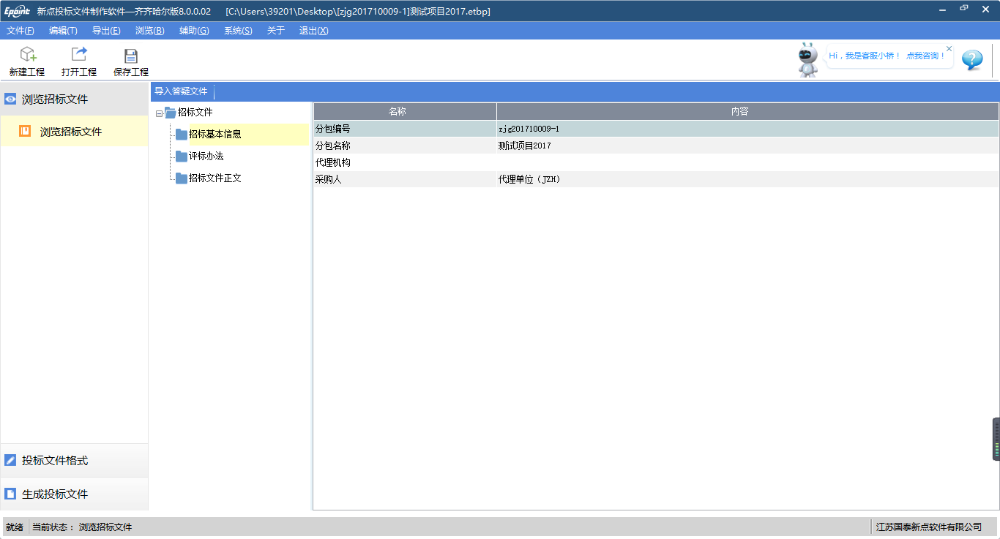 Epoint 新点投标文件制作软件—齐齐哈尔版8.0.0.02 [C:\Users\39201\Desktop\[zjg201710009-1]测试项目2017.etbp]
文件(F) 编辑(T) 导出(E) 浏览(B) 辅助(G) 系统(S) 关于 退出(X)
Hi，我是客服小桥！ 点我咨询！
新建工程 打开工程 保存工程
浏览招标文件
浏览招标文件
投标文件格式
生成投标文件
导入答疑文件
招标文件
招标基本信息
评标办法
招标文件正文
名称 内容
分包编号 zjg201710009-1
分包名称 测试项目2017
代理机构
采购人 代理单位（JZH）
就绪 当前状态： 浏览招标文件 江苏国泰新点软件有限公司